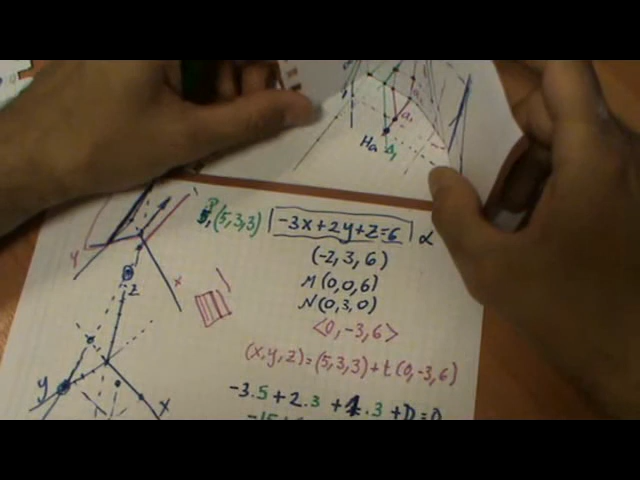 Ha
(5,3,3) -3x+2y+z=6 α
(-2, 3, 6)
M(0,0,6)
N(0,3,0)
<0,-3,6>
(x,y,z)=(5,3,3)+t(0,-3,6)
-3.5+2.3+1.3+D=0
Y
x
z
y
x